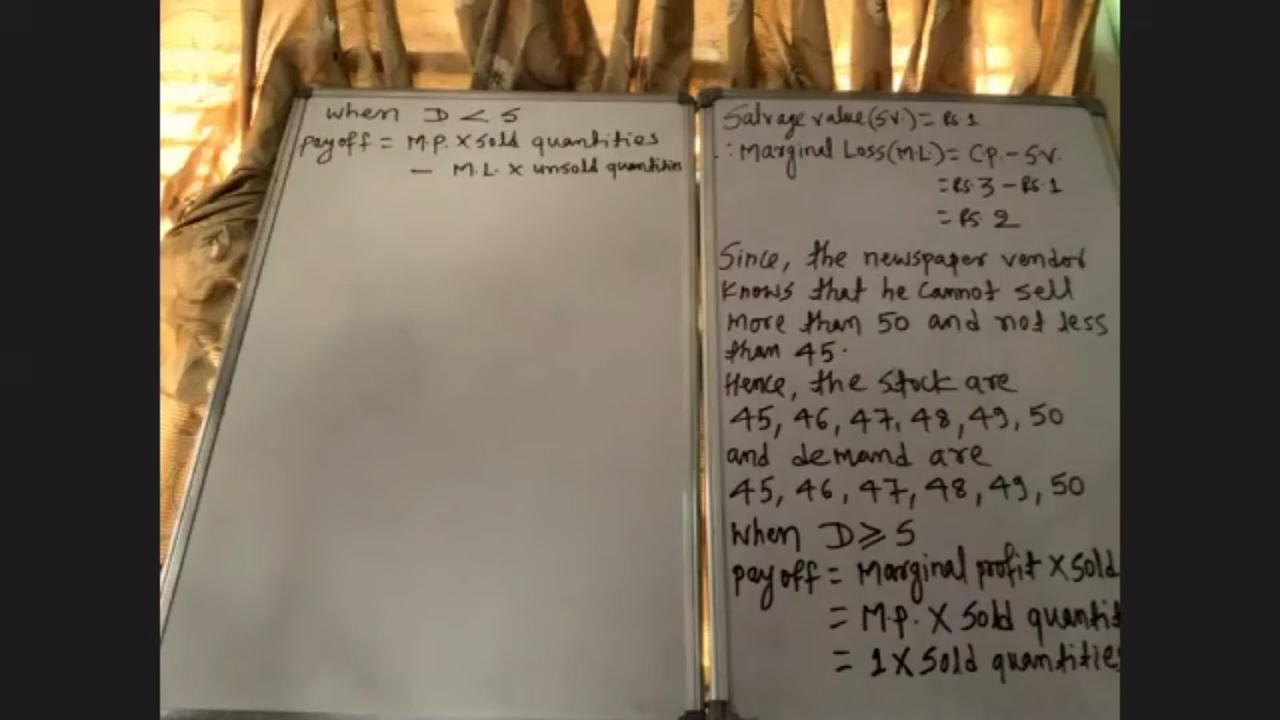 when D < S
payoff = M.P. X sold quantities
— M.L. X unsold quantities
Salvage value (S.V.) = Rs. 1
∴ Marginal Loss (M.L) = C.P. - S.V.
= Rs. 3 - Rs. 1
= Rs. 2
Since, the newspaper vendor
knows that he cannot sell
more than 50 and not less
than 45.
Hence, the stock are
45, 46, 47, 48, 49, 50
and demand are
45, 46, 47, 48, 49, 50
When D ≥ S
payoff = Marginal profit X sold
= M.P. X sold quantit
= 1 X sold quantities